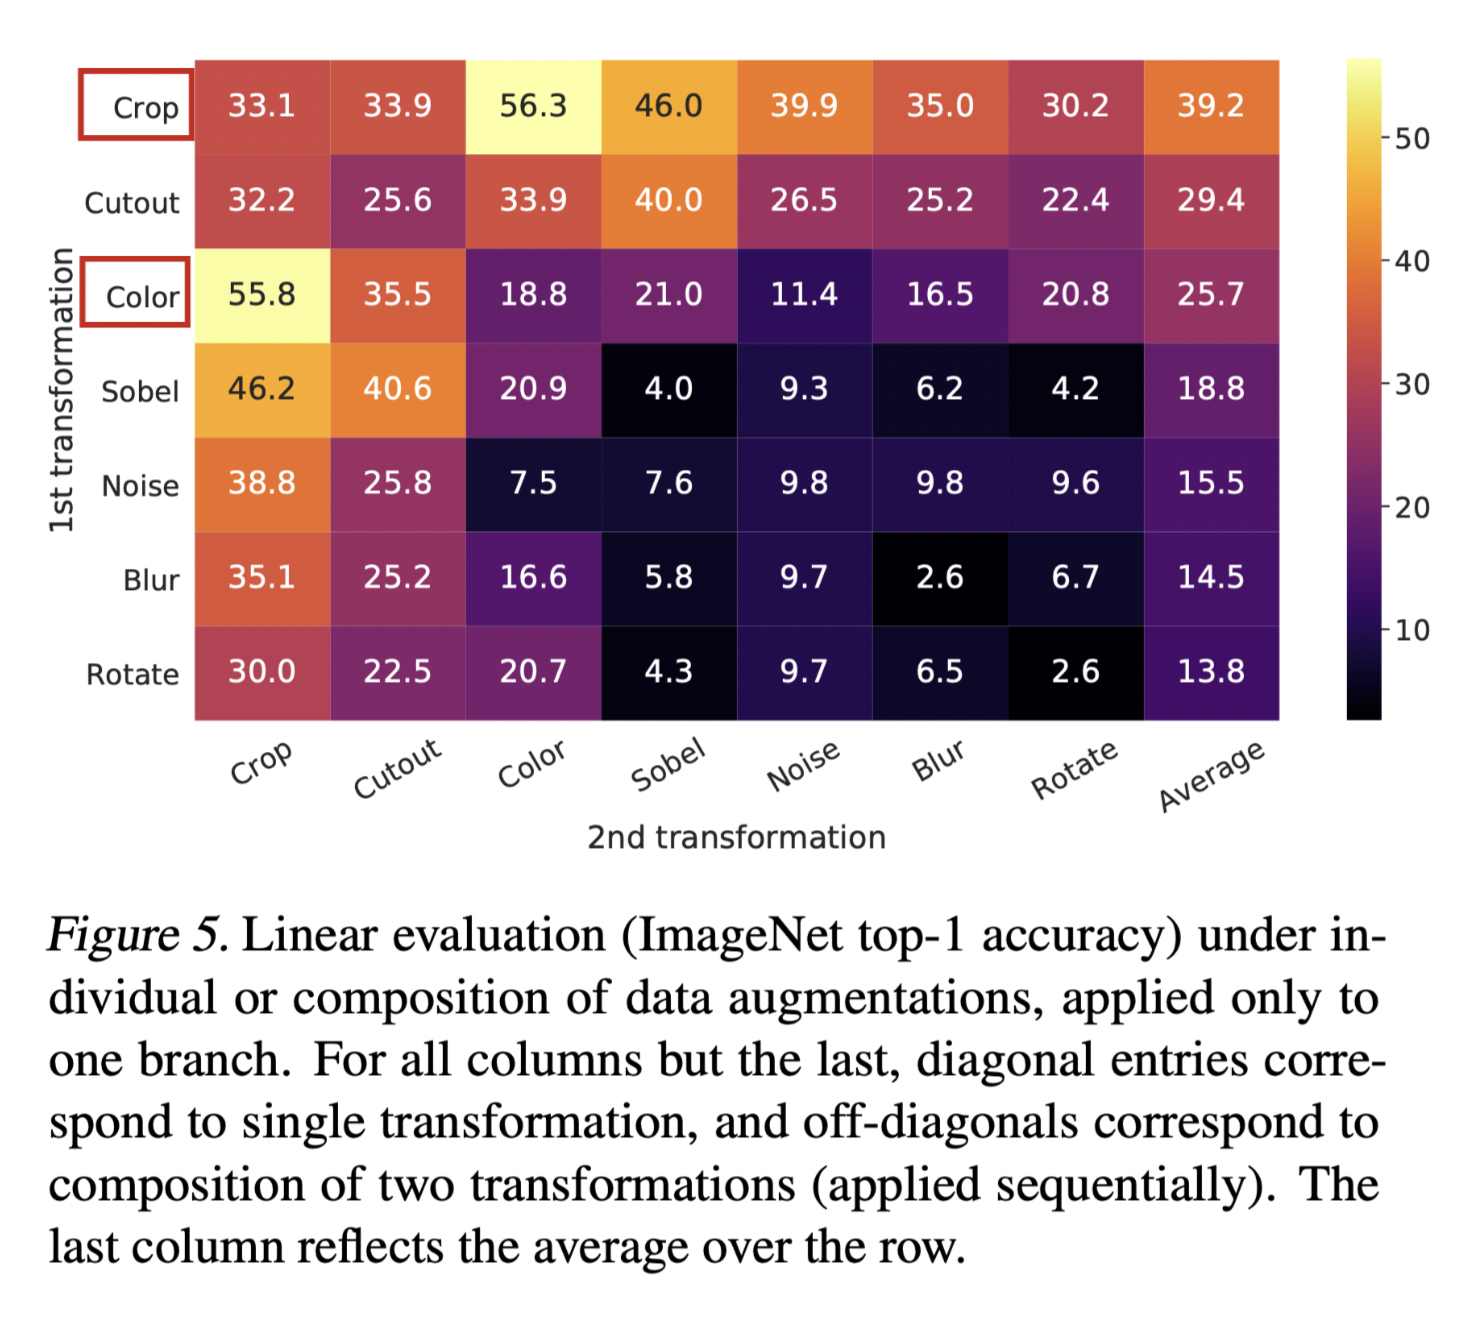 Crop 33.1 33.9 56.3 46.0 39.9 35.0 30.2 39.2
Cutout 32.2 25.6 33.9 40.0 26.5 25.2 22.4 29.4
Color 55.8 35.5 18.8 21.0 11.4 16.5 20.8 25.7
Sobel 46.2 40.6 20.9 4.0 9.3 6.2 4.2 18.8
Noise 38.8 25.8 7.5 7.6 9.8 9.8 9.6 15.5
Blur 35.1 25.2 16.6 5.8 9.7 2.6 6.7 14.5
Rotate 30.0 22.5 20.7 4.3 9.7 6.5 2.6 13.8
1st transformation
Crop Cutout Color Sobel Noise Blur Rotate Average
2nd transformation
50
40
30
20
10
Figure 5. Linear evaluation (ImageNet top-1 accuracy) under in-
dividual or composition of data augmentations, applied only to
one branch. For all columns but the last, diagonal entries corre-
spond to single transformation, and off-diagonals correspond to
composition of two transformations (applied sequentially). The
last column reflects the average over the row.